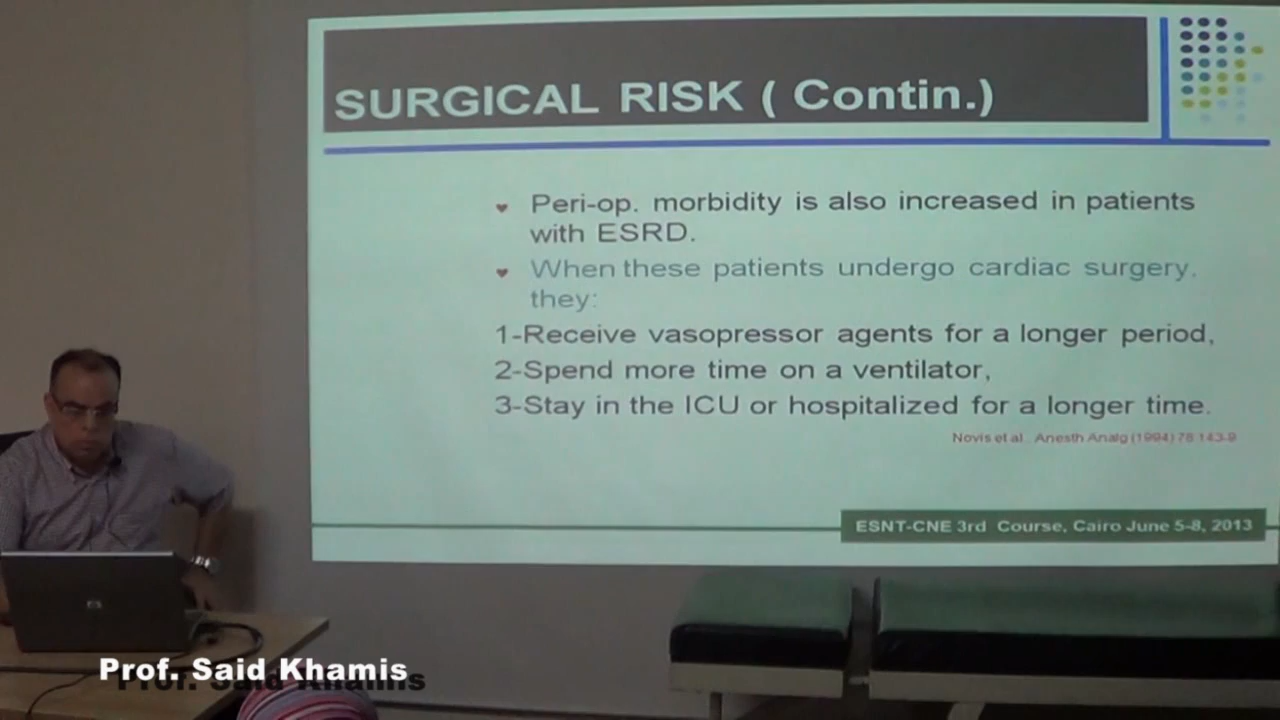 SURGICAL RISK ( Contin.)
Peri-op. morbidity is also increased in patients
with ESRD.
When these patients undergo cardiac surgery,
they:
1-Receive vasopressor agents for a longer period,
2-Spend more time on a ventilator,
3-Stay in the ICU or hospitalized for a longer time.
Novis et al., Anesth Analg (1994) 78:143-9
ESNT-CNE 3rd Course, Cairo June 5-8, 2013
Prof. Said Khamis